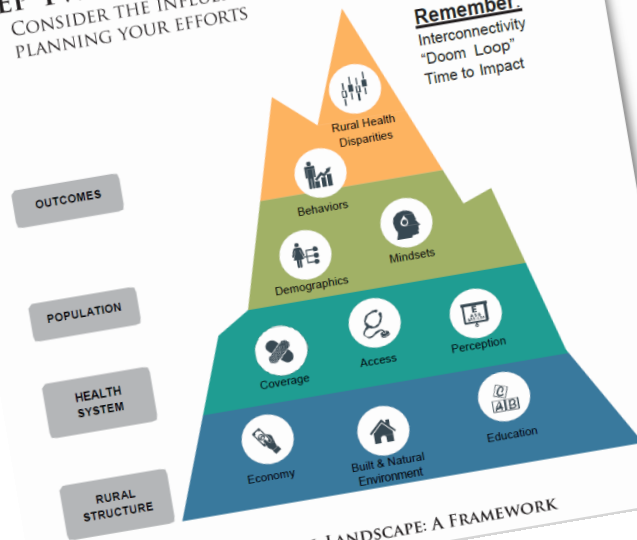 CONSIDER THE
PLANNING YOUR EFFORTS
Remember:
Interconnectivity
"Doom Loop"
Time to Impact
Rural Health
Disparities
OUTCOMES
Behaviors
Mindsets
Demographics
POPULATION
Perception
Access
Coverage
HEALTH
SYSTEM
Education
Built & Natural
Environment
Economy
RURAL
STRUCTURE
LANDSCAPE: A FRAMEWORK